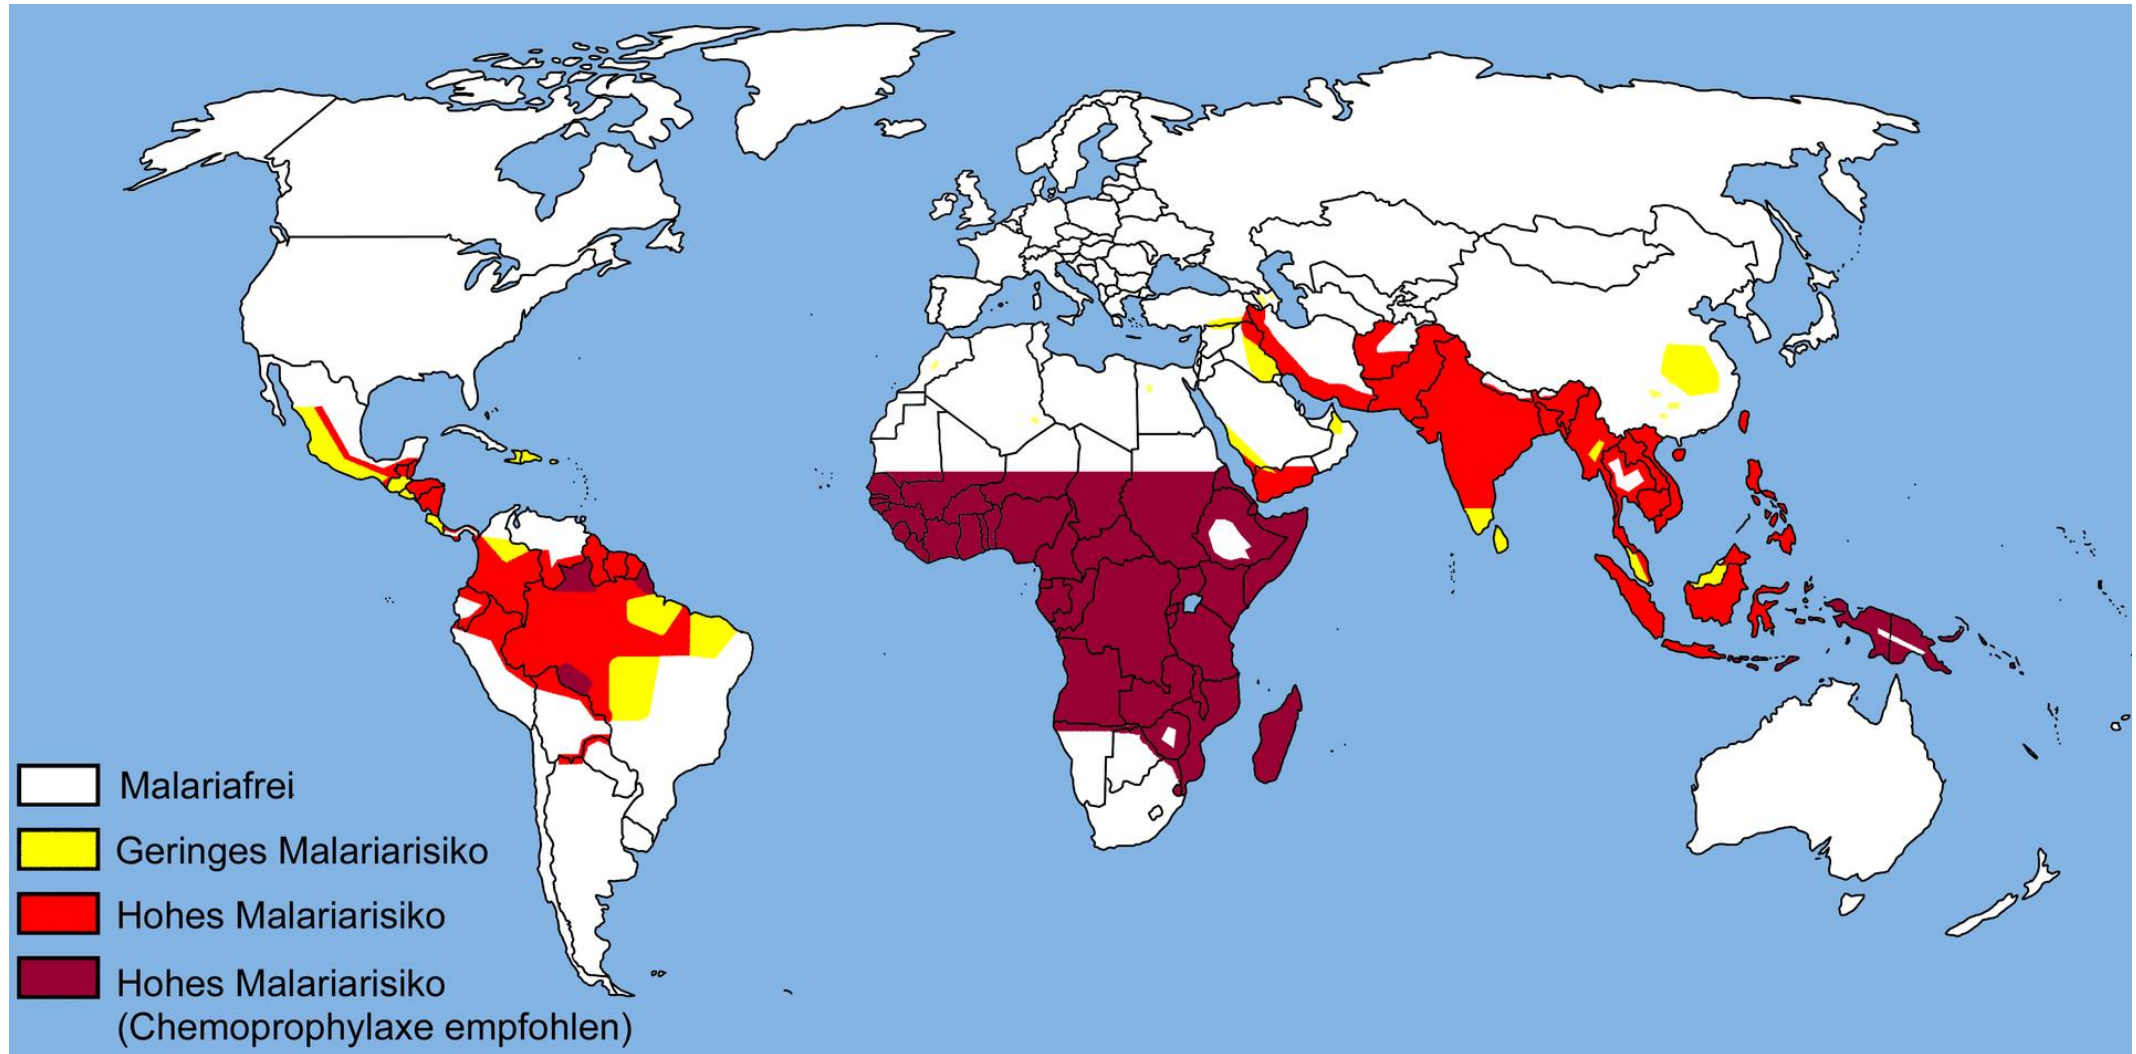 Malariafrei
Geringes Malariarisiko
Hohes Malariarisiko
Hohes Malariarisiko
(Chemoprophylaxe empfohlen)